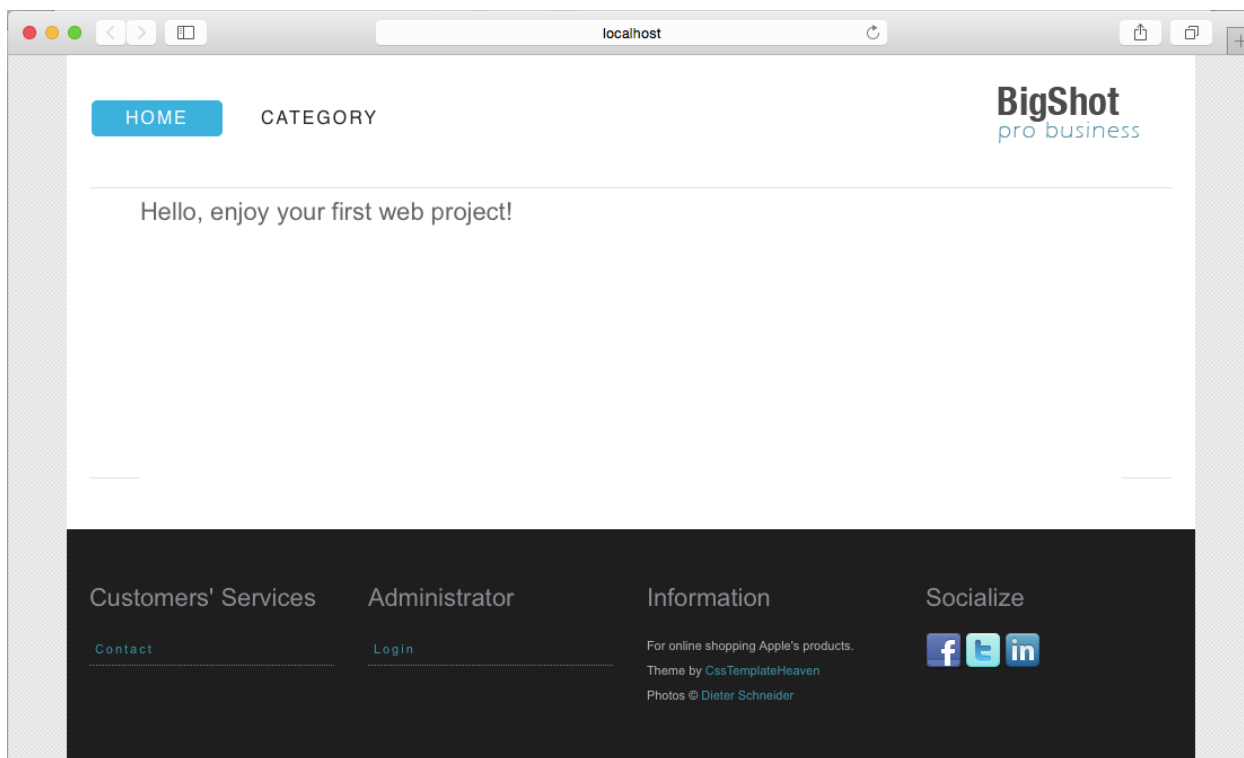 localhost
HOME
CATEGORY
BigShot
pro business
Hello, enjoy your first web project!
Customers' Services
Contact
Administrator
Login
Information
For online shopping Apple's products.
Theme by CssTemplateHeaven
Photos © Dieter Schneider
Socialize
f
t
in